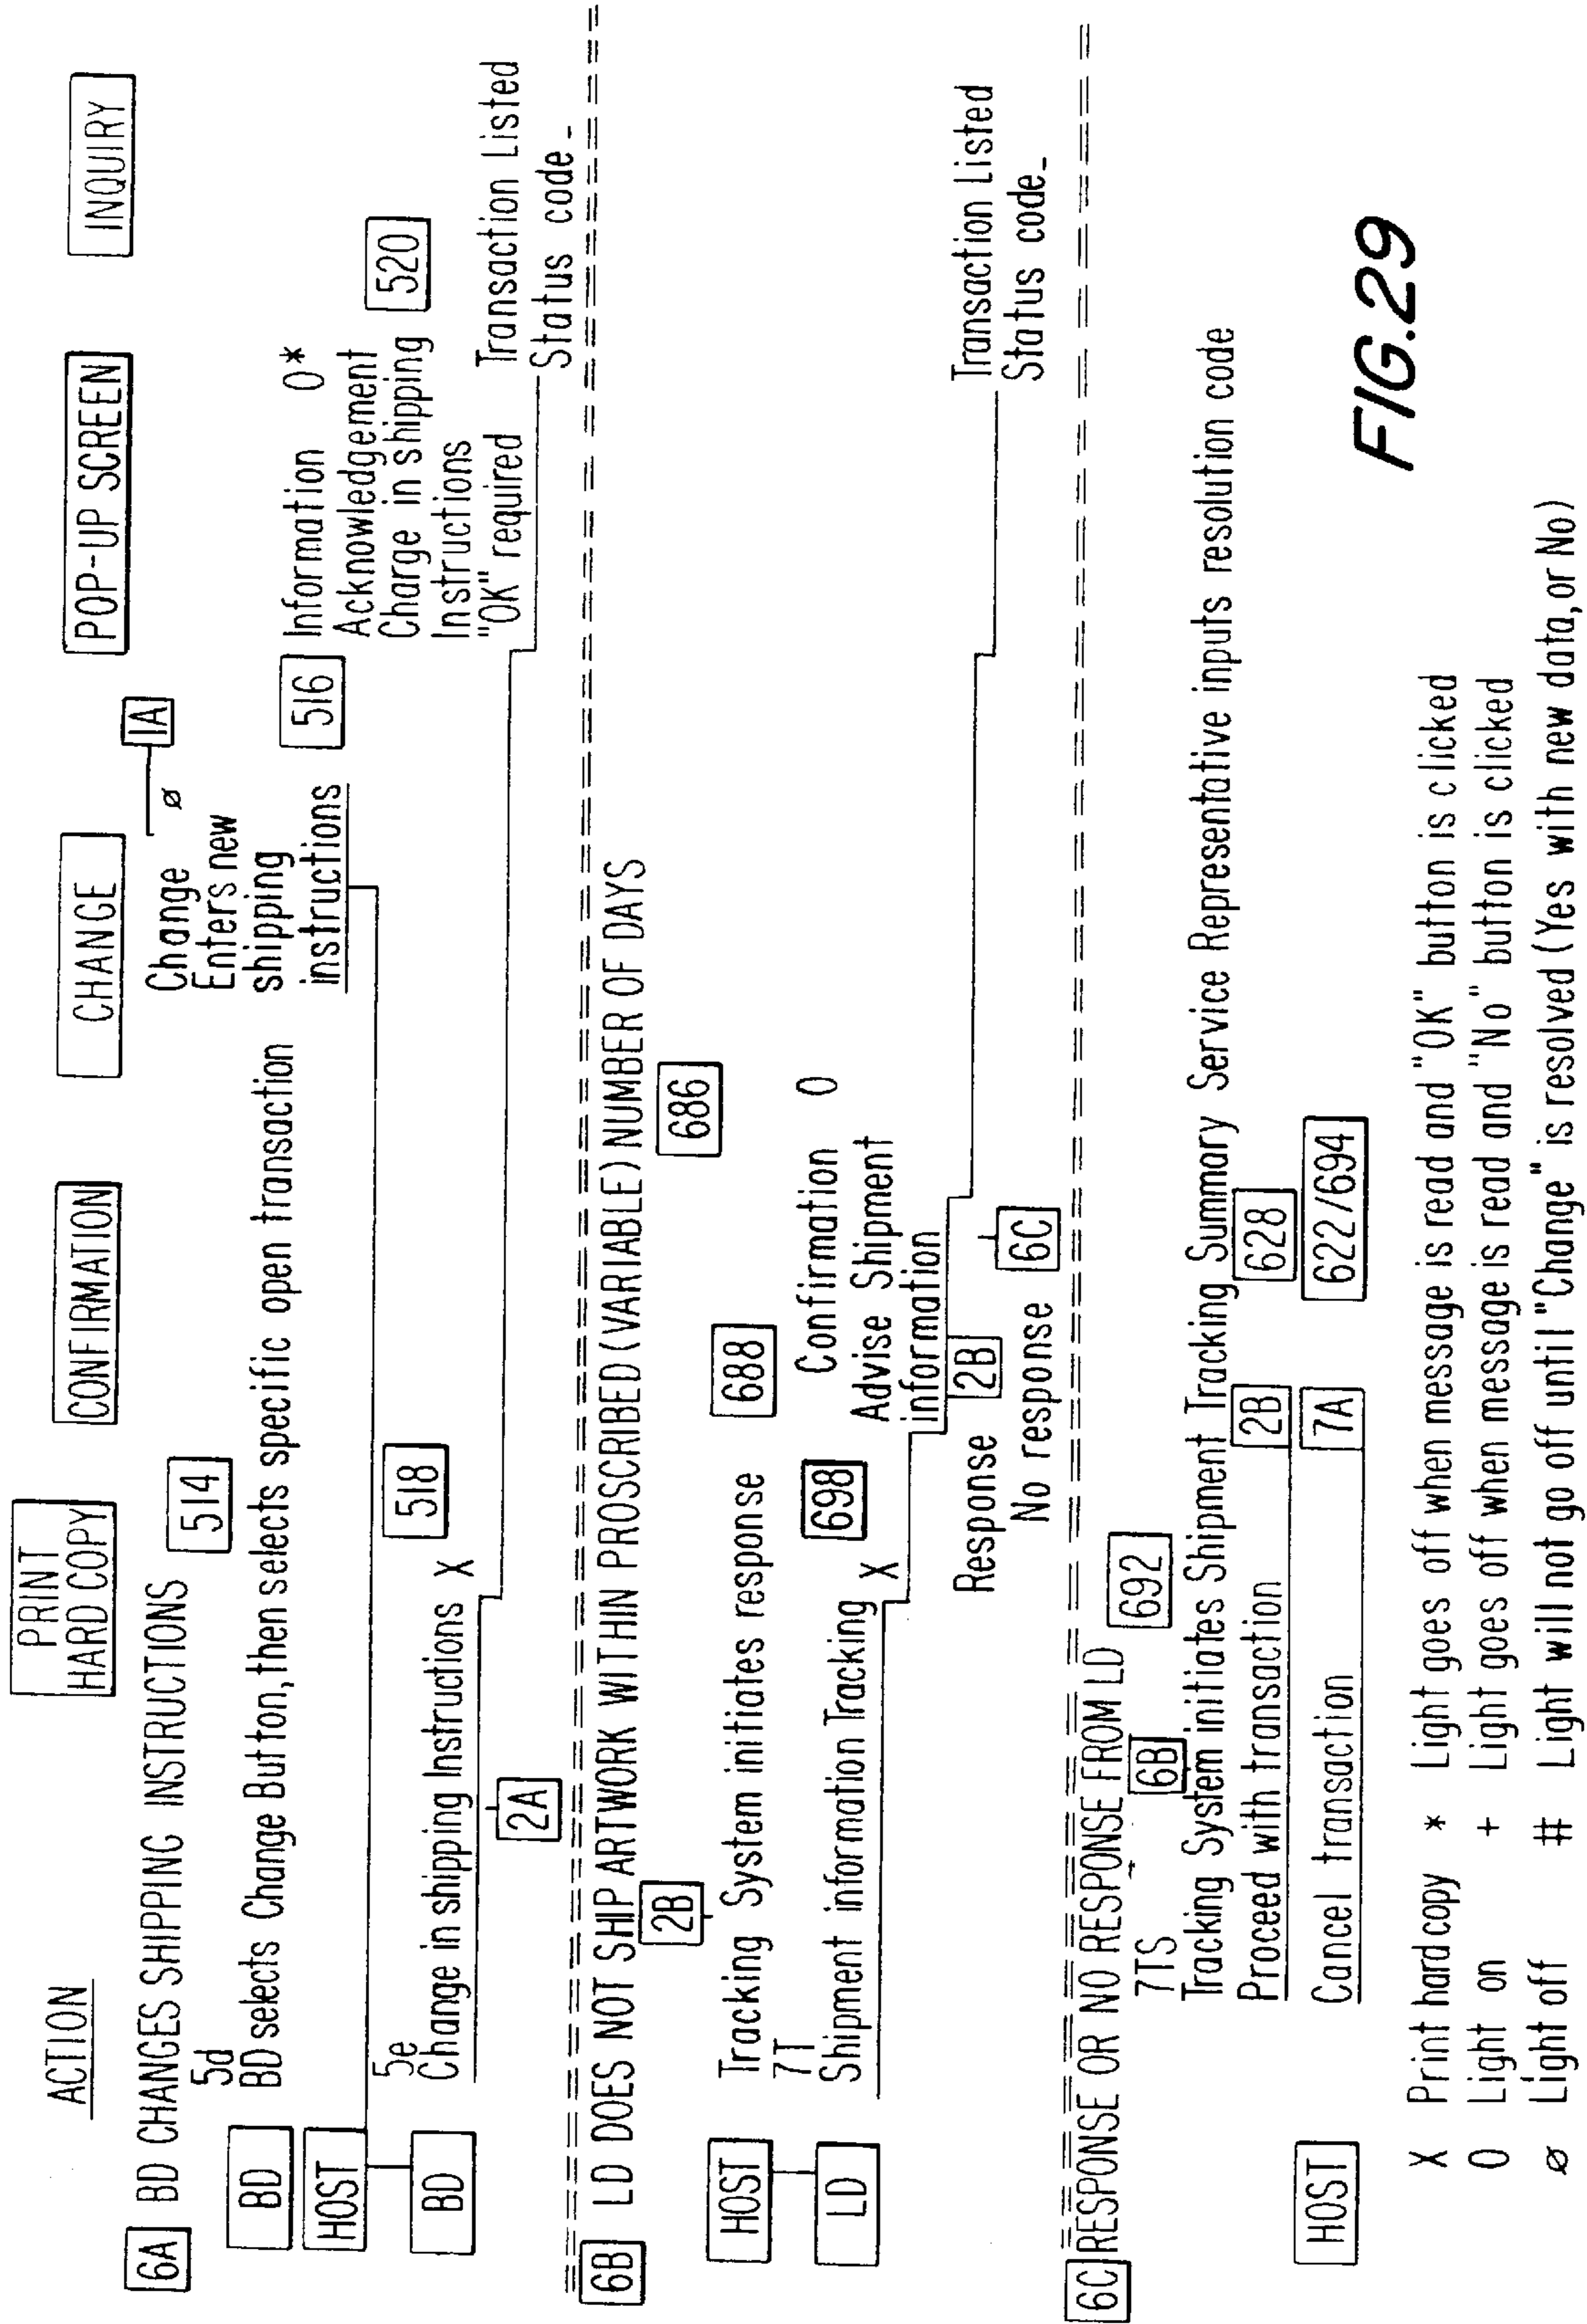 ACTION
PRINT
HARD COPY
CONFIRMATION
CHANGE
POP-UP SCREEN
INQUIRY
6A BD CHANGES SHIPPING INSTRUCTIONS
514
5d
BD BD selects Change Button, then selects specific open transaction
Change ø 1A
Enters new
shipping
instructions
516
HOST
518
BD
5e
Change in shipping Instructions X
2A
Information O*
Acknowledgement
Charge in shipping
Instructions
"OK" required
520
Transaction Listed
Status code_
6B LD DOES NOT SHIP ARTWORK WITHIN PROSCRIBED (VARIABLE) NUMBER OF DAYS
2B
686
HOST
Tracking System initiates response
688
7T
LD
Shipment information Tracking X
698
Confirmation O
Advise Shipment
information
Response 2B
No response 6C
Transaction Listed
Status code_
6C RESPONSE OR NO RESPONSE FROM LD
692
7TS
6B
Tracking System initiates Shipment Tracking Summary Service Representative inputs resolution code
Proceed with transaction 2B 628
HOST
Cancel transaction 7A 622/694
X Print hard copy * Light goes off when message is read and "OK" button is clicked
O Light on + Light goes off when message is read and "No" button is clicked
ø Light off # Light will not go off until "Change" is resolved (Yes with new data, or No)
FIG.29